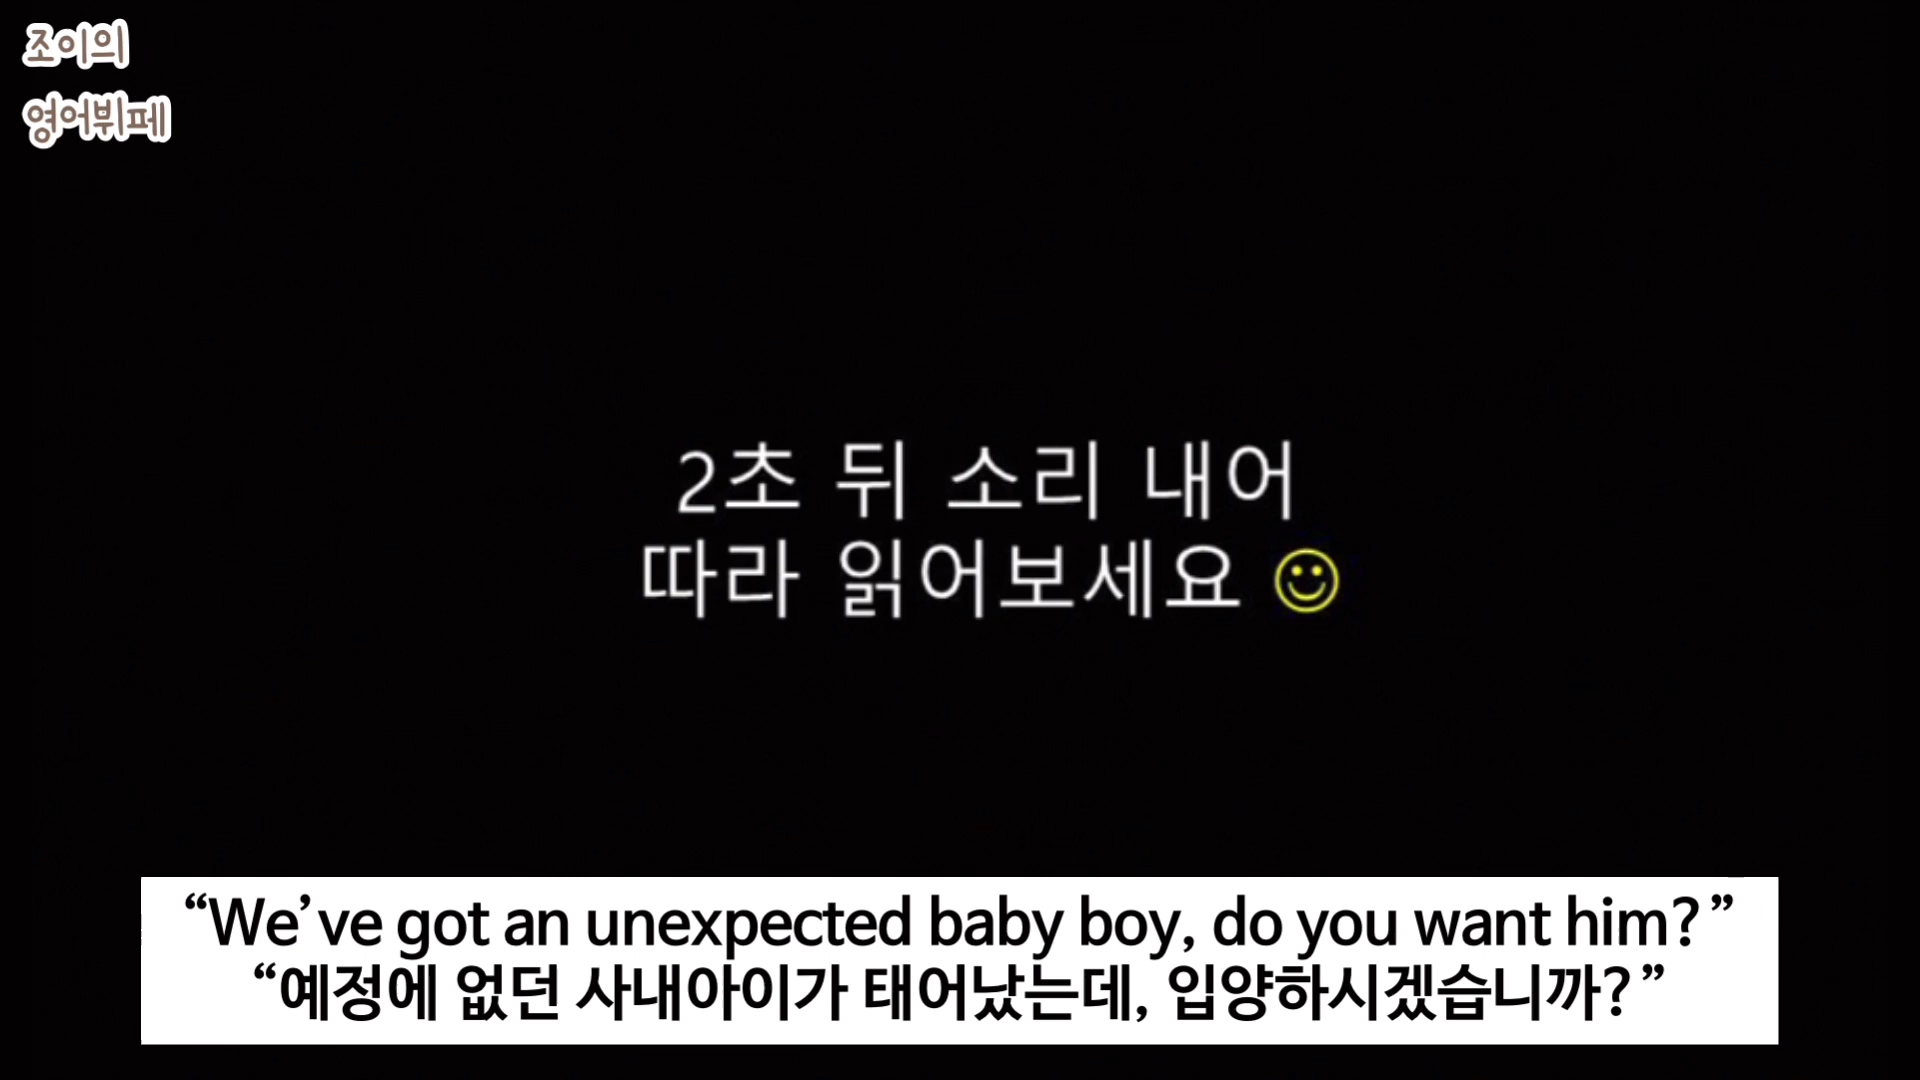 조이의
영어뷔페
2초 뒤 소리 내어
따라 읽어보세요 ☺
“We’ve got an unexpected baby boy, do you want him?”
“예정에 없던 사내아이가 태어났는데, 입양하시겠습니까?”